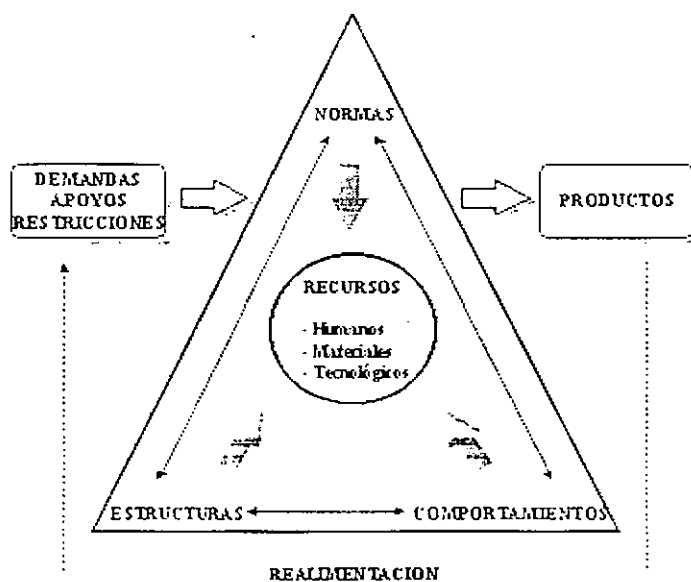 NORMAS
DEMANDAS
APOYOS
RESTRICCIONES
PRODUCTOS
RECURSOS
- Humanos
- Materiales
- Tecnológicos
ESTRUCTURAS
COMPORTAMIENTOS
REALIMENTACION